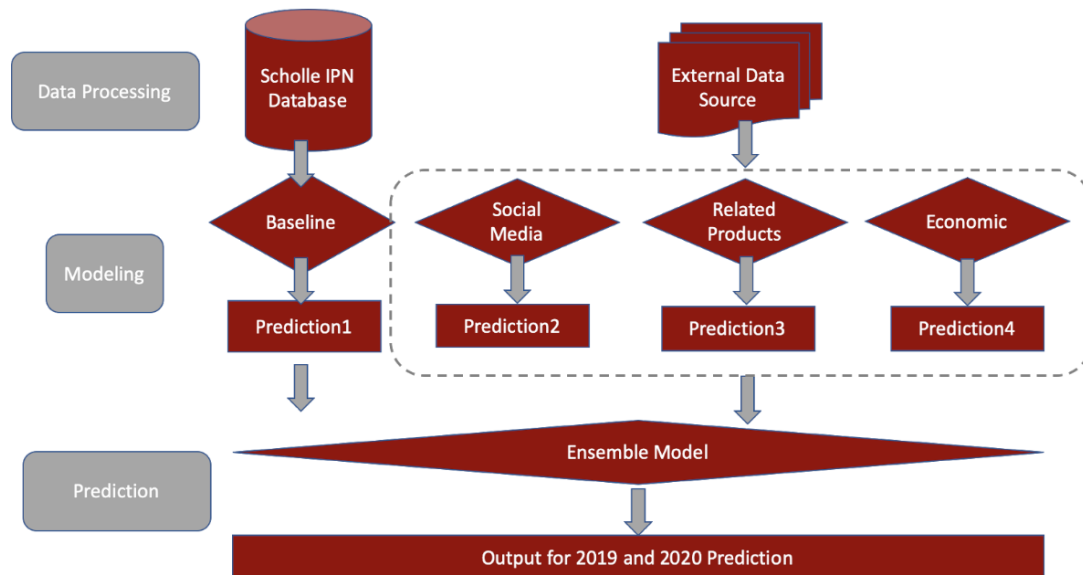 Data Processing
Scholle IPN
Database
External Data
Source
Modeling
Baseline
Social
Media
Related
Products
Economic
Prediction1
Prediction2
Prediction3
Prediction4
Prediction
Ensemble Model
Output for 2019 and 2020 Prediction